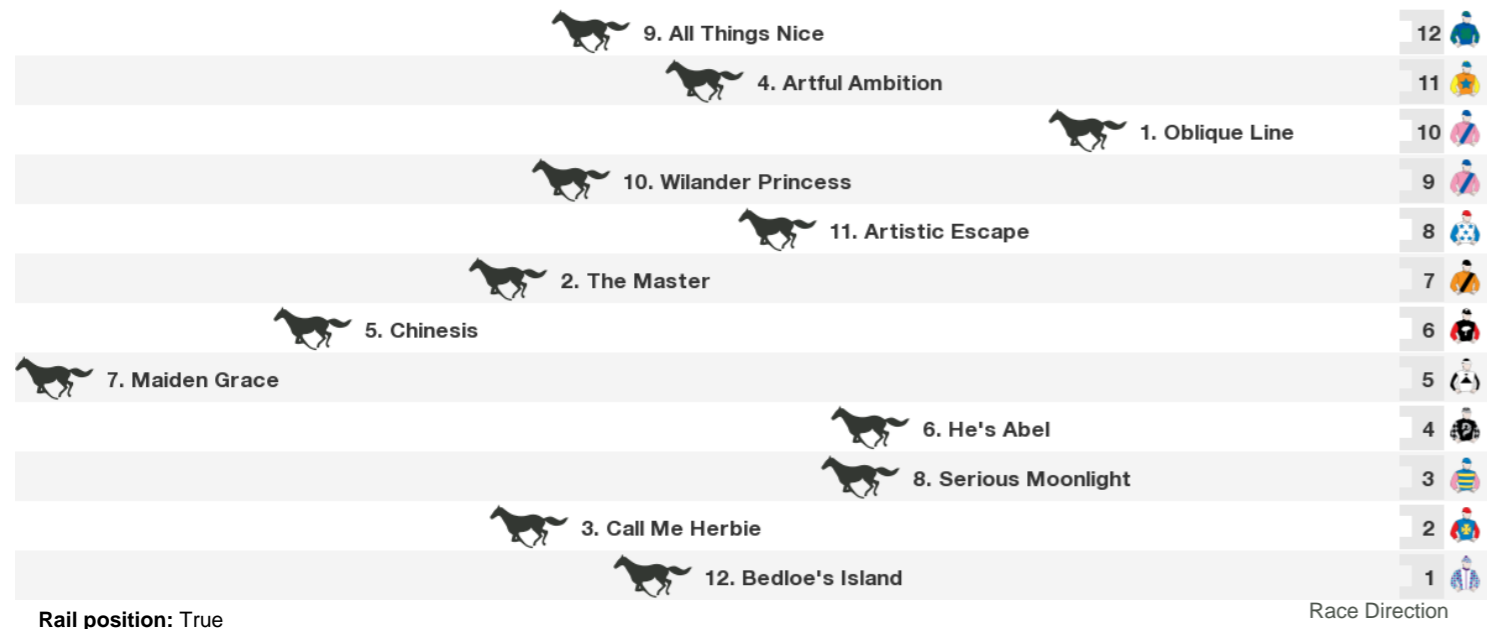 9. All Things Nice 12
4. Artful Ambition 11
1. Oblique Line 10
10. Wilander Princess 9
11. Artistic Escape 8
2. The Master 7
5. Chinesis 6
7. Maiden Grace 5
6. He's Abel 4
8. Serious Moonlight 3
3. Call Me Herbie 2
12. Bedloe's Island 1
Rail position: True Race Direction